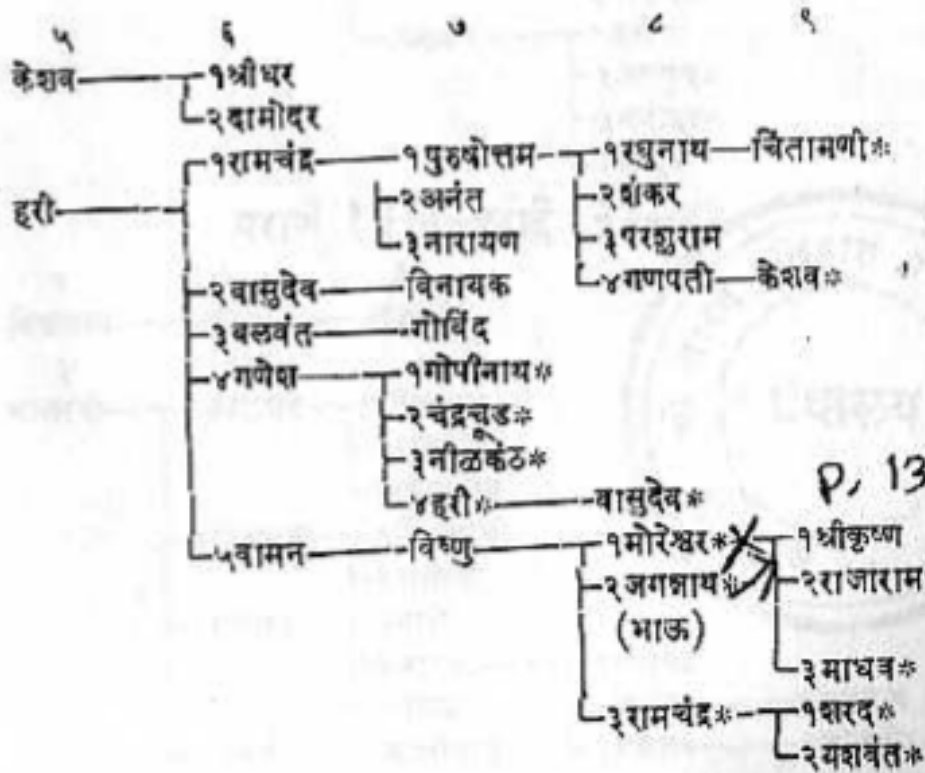 ५ ६ ७ ८ ९
केशव १श्रीधर
२दामोदर
१रामचंद्र १पुरुषोत्तम १रघुनाथ चिंतामणी*
हरी २अनंत २शंकर
३नारायण ३परशुराम
२वासुदेव विनायक ४गणपती केशव*
३बलवंत गोविंद
४गणेश १गोपीनाथ*
२चंद्रचूड*
३नीळकंठ*
४हरी* वासुदेव* P, 13
५वामन विष्णु १मोरेश्वर* १श्रीकृष्ण
२जगन्नाथ* २राजाराम
(भाऊ)
३माधव*
३रामचंद्र* १शरद*
२यशवंत*